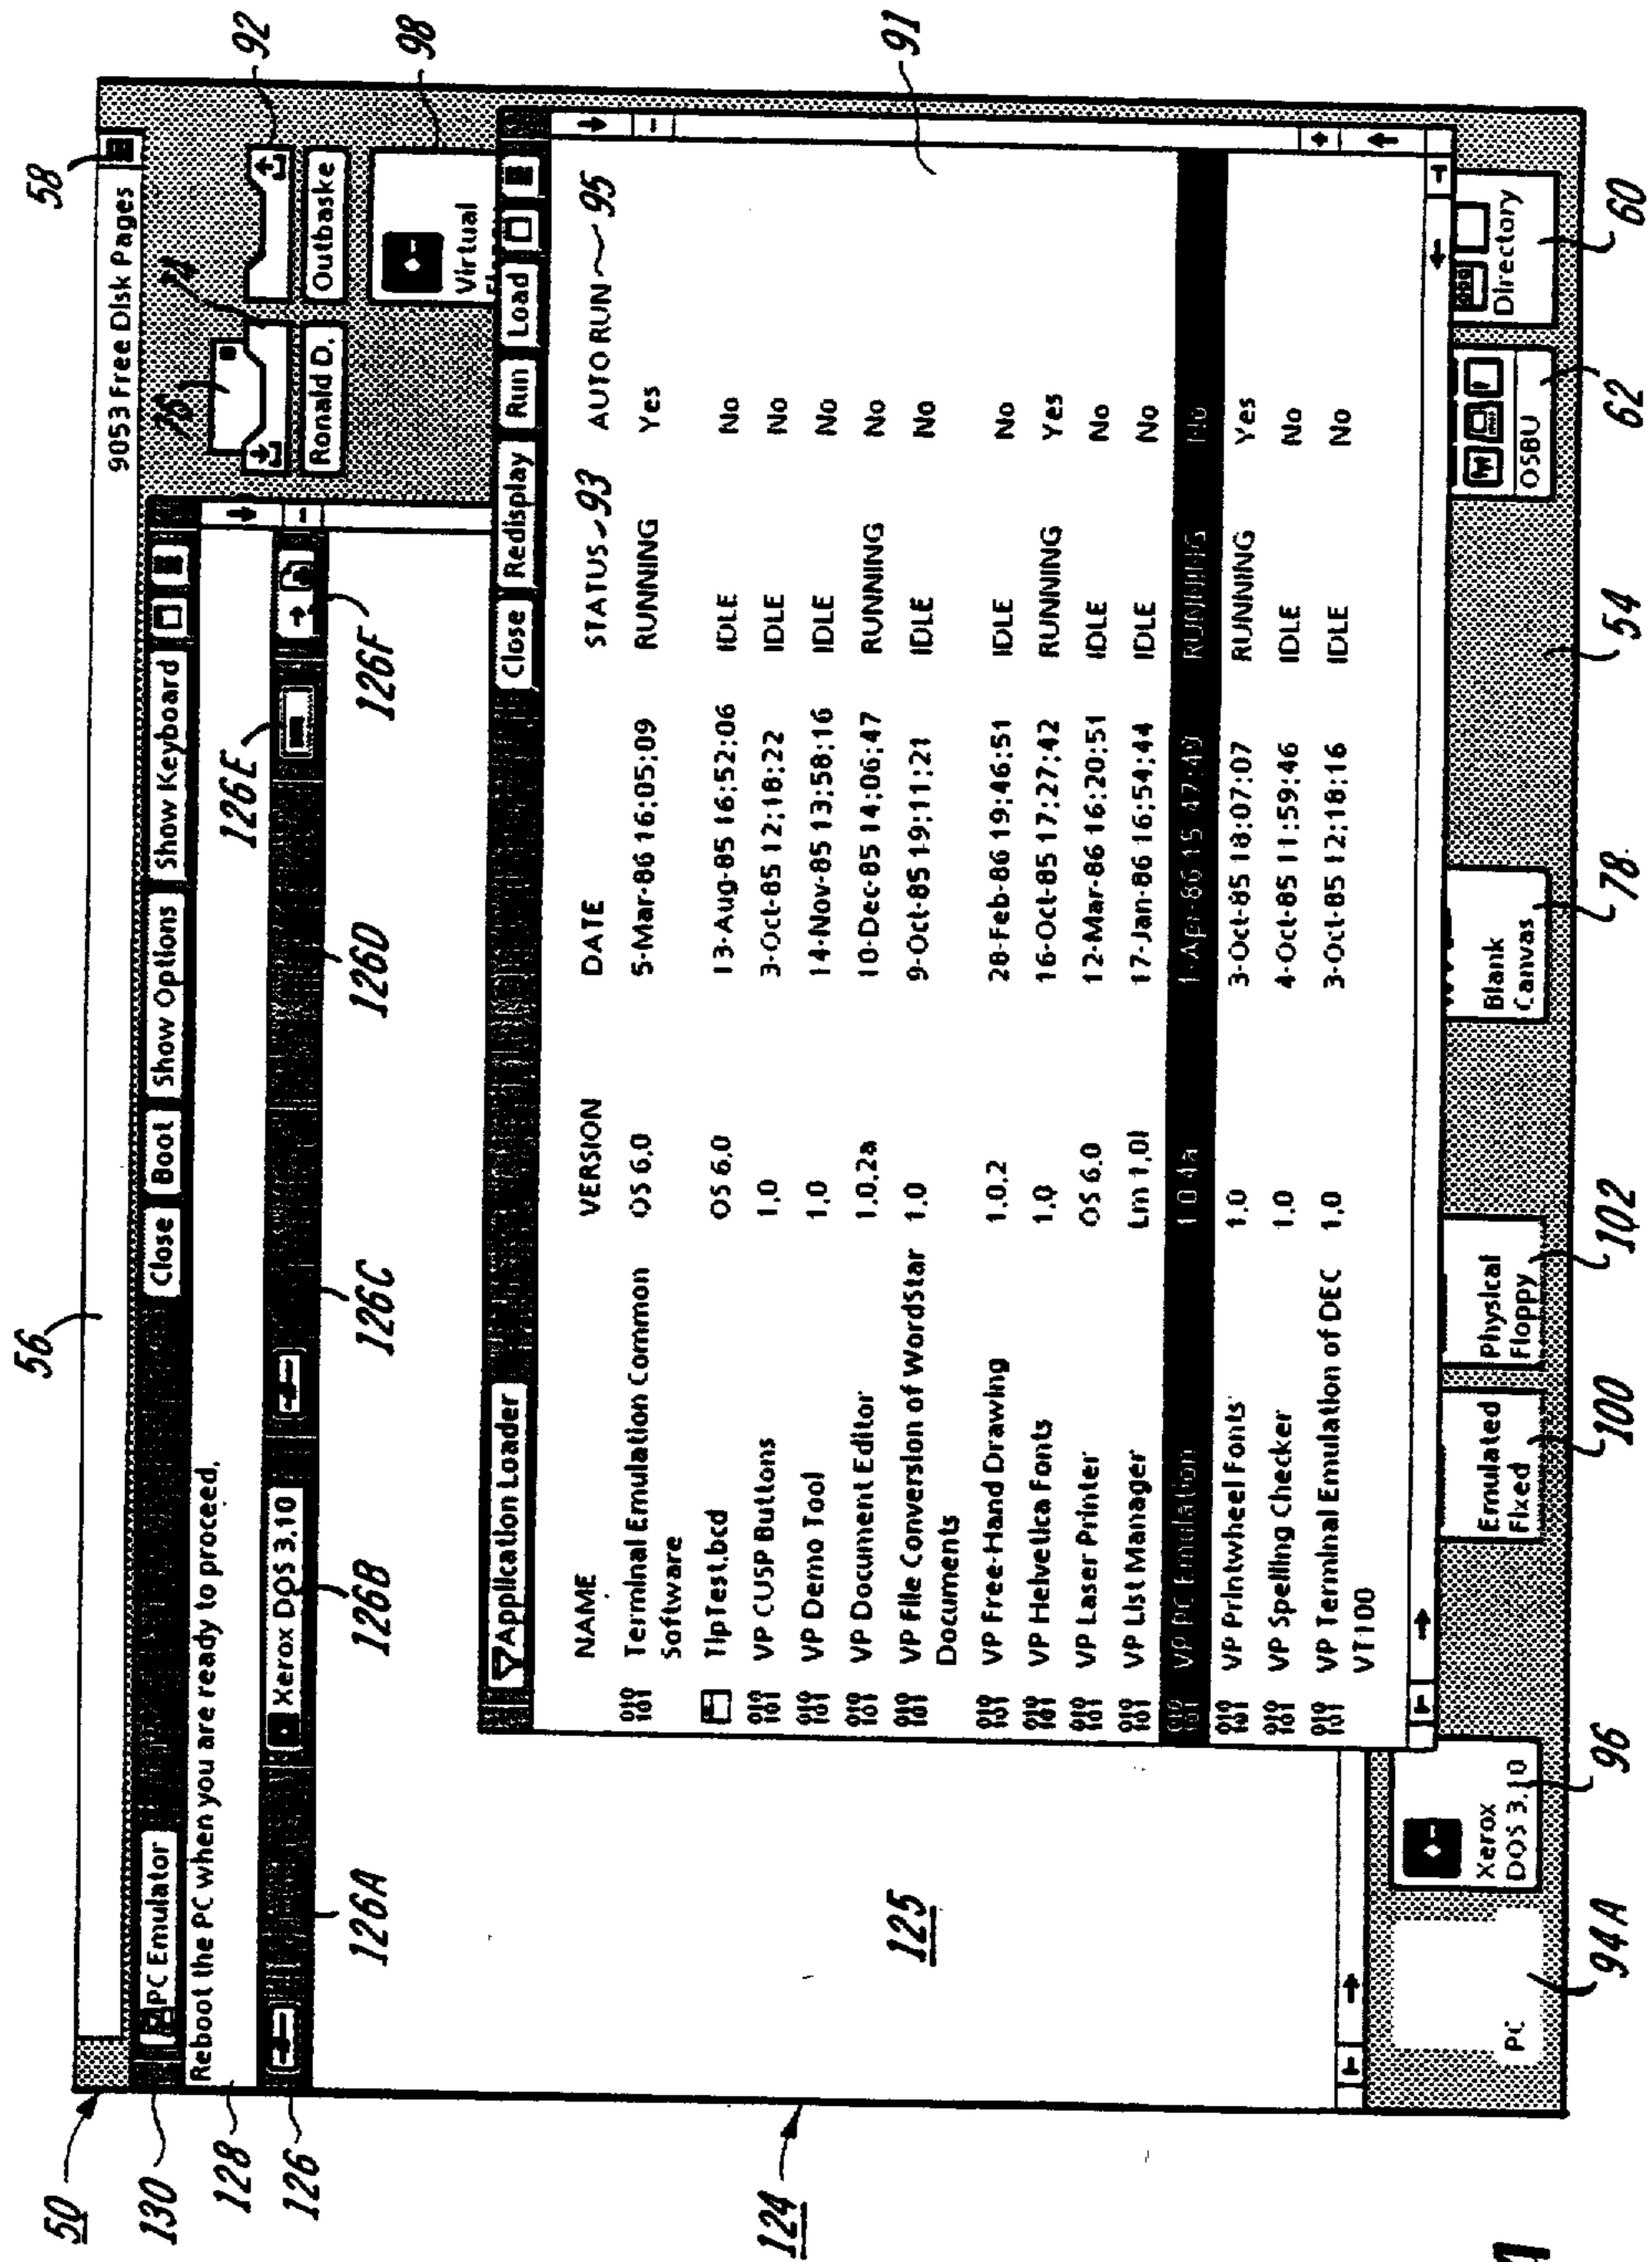 56
58
50
9053 Free Disk Pages
130
PC Emulator
Close Boot Show Options Show Keyboard
128
Reboot the PC when you are ready to proceed.
126
Xerox DOS 3.10
126A
126B
126C
126D
126E
126F
76
74
92
Ronald D.
Outbaske
98
Virtual
124
125
Application Loader
Close Redisplay Run Load
NAME VERSION DATE STATUS 93 AUTO RUN 95
Terminal Emulation Common OS 6.0 5-Mar-86 16:05:09 RUNNING Yes
Software
TipTest.bcd OS 6.0 13-Aug-85 16:52:06 IDLE No
VP CUSP Buttons 1.0 3-Oct-85 12:18:22 IDLE No
VP Demo Tool 1.0 14-Nov-85 13:58:16 IDLE No
VP Document Editor 1.0.2a 10-Dec-85 14:06:47 RUNNING No
VP File Conversion of WordStar 1.0 9-Oct-85 19:11:21 IDLE No
Documents
VP Free-Hand Drawing 1.0.2 28-Feb-86 19:46:51 IDLE No
VP Helvetica Fonts 1.0 16-Oct-85 17:27:42 RUNNING Yes
VP Laser Printer OS 6.0 12-Mar-86 16:20:51 IDLE No
VP List Manager Lm 1.0l 17-Jan-86 16:54:44 IDLE No
VP PC Emulation 1.0.4a 1-Apr-86 15:47:49 RUNNING No
VP Printwheel Fonts 1.0 3-Oct-85 18:07:07 RUNNING Yes
VP Spelling Checker 1.0 4-Oct-85 11:59:46 IDLE No
VP Terminal Emulation of DEC 1.0 3-Oct-85 12:18:16 IDLE No
VT100
91
PC
Xerox
DOS 3.10
Emulated
Fixed
Physical
Floppy
Blank
Canvas
OSBU
Directory
94A
96
100
102
78
54
62
60